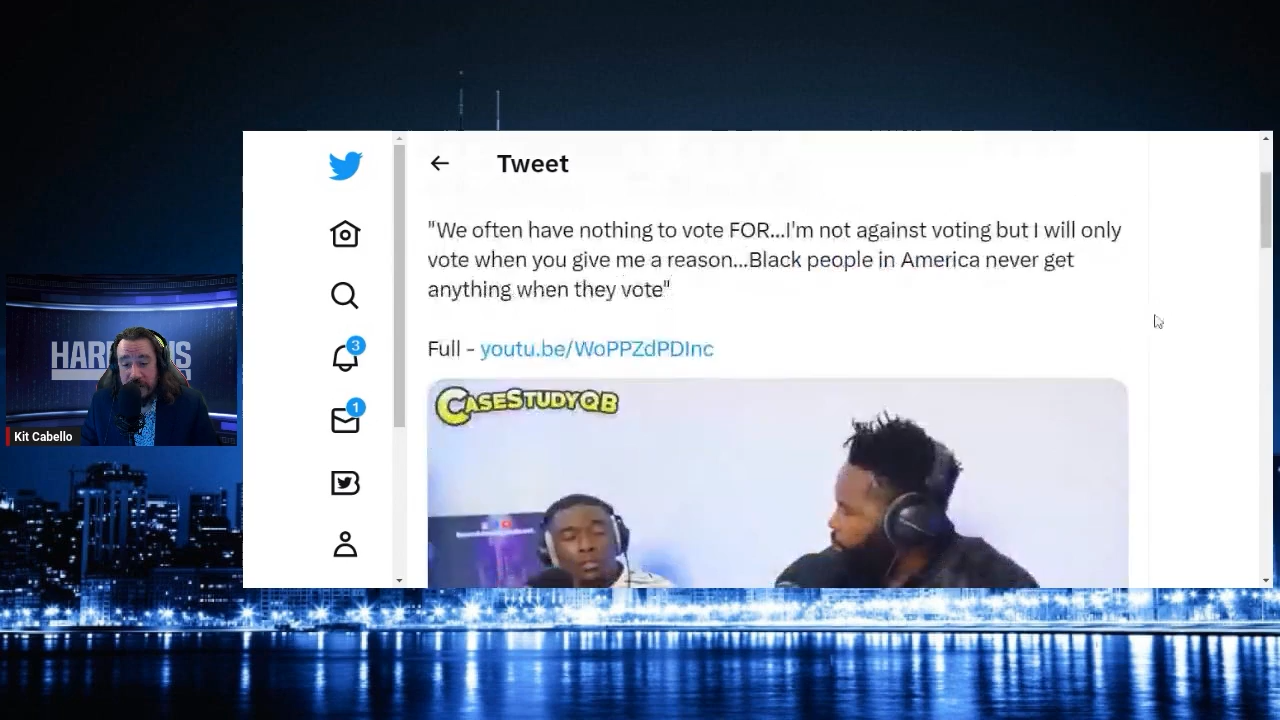 Tweet
"We often have nothing to vote FOR...I'm not against voting but I will only
vote when you give me a reason...Black people in America never get
anything when they vote"
Full - youtu.be/WoPPZdPDInc
3
1
CASESTUDYQB
Kit Cabello